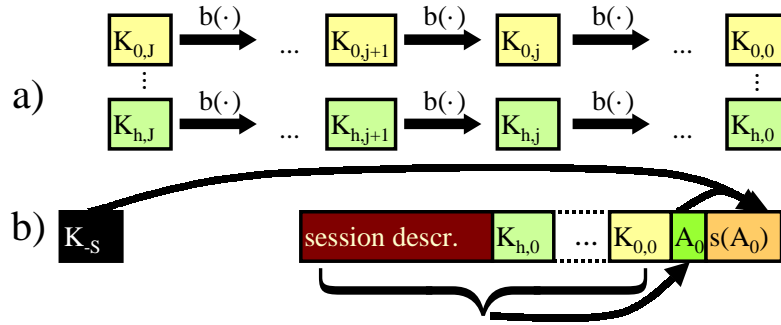 b(·) b(·) b(·)
K0,J ... K0,j+1 K0,j ... K0,0
a)
b(·) b(·) b(·)
Kh,J ... Kh,j+1 Kh,j ... Kh,0
b) K-S session descr. Kh,0 ... K0,0 A0 s(A0)